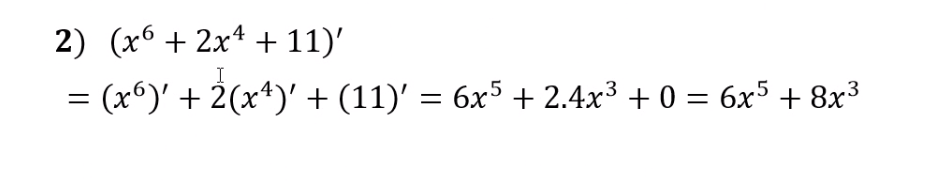 2) (x⁶ + 2x⁴ + 11)′
= (x⁶)′ + 2(x⁴)′ + (11)′ = 6x⁵ + 2.4x³ + 0 = 6x⁵ + 8x³